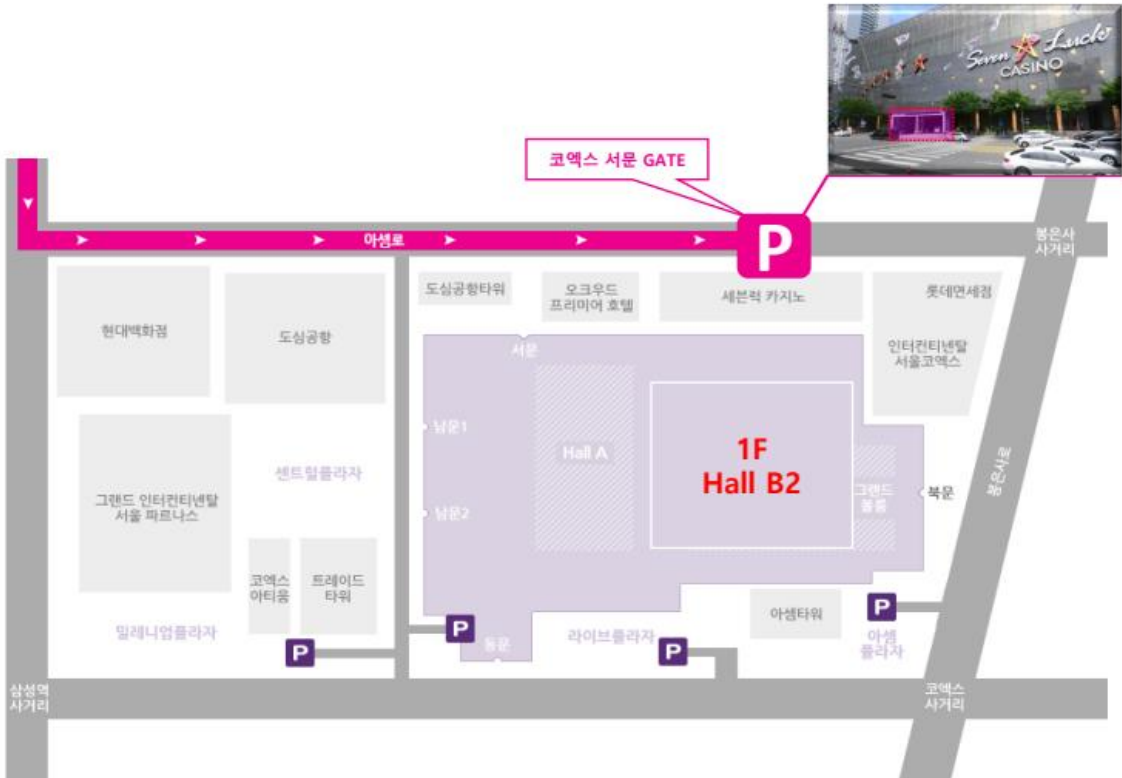 Seven Luck
CASINO
코엑스 서문 GATE
P
아셈로
봉은사
사거리
도심공항타워
오크우드
프리미어 호텔
세븐럭 카지노
롯데면세점
현대백화점
도심공항
인터컨티넨탈
서울코엑스
서문
남문1
Hall A
1F
Hall B2
센트럴플라자
그랜드 인터컨티넨탈
서울 파르나스
남문2
그랜드
볼룸
북문
봉은사로
코엑스
아티움
트레이드
타워
아셈타워
P
밀레니엄플라자
P
라이브플라자
아셈
플라자
P
동문
P
삼성역
사거리
코엑스
사거리